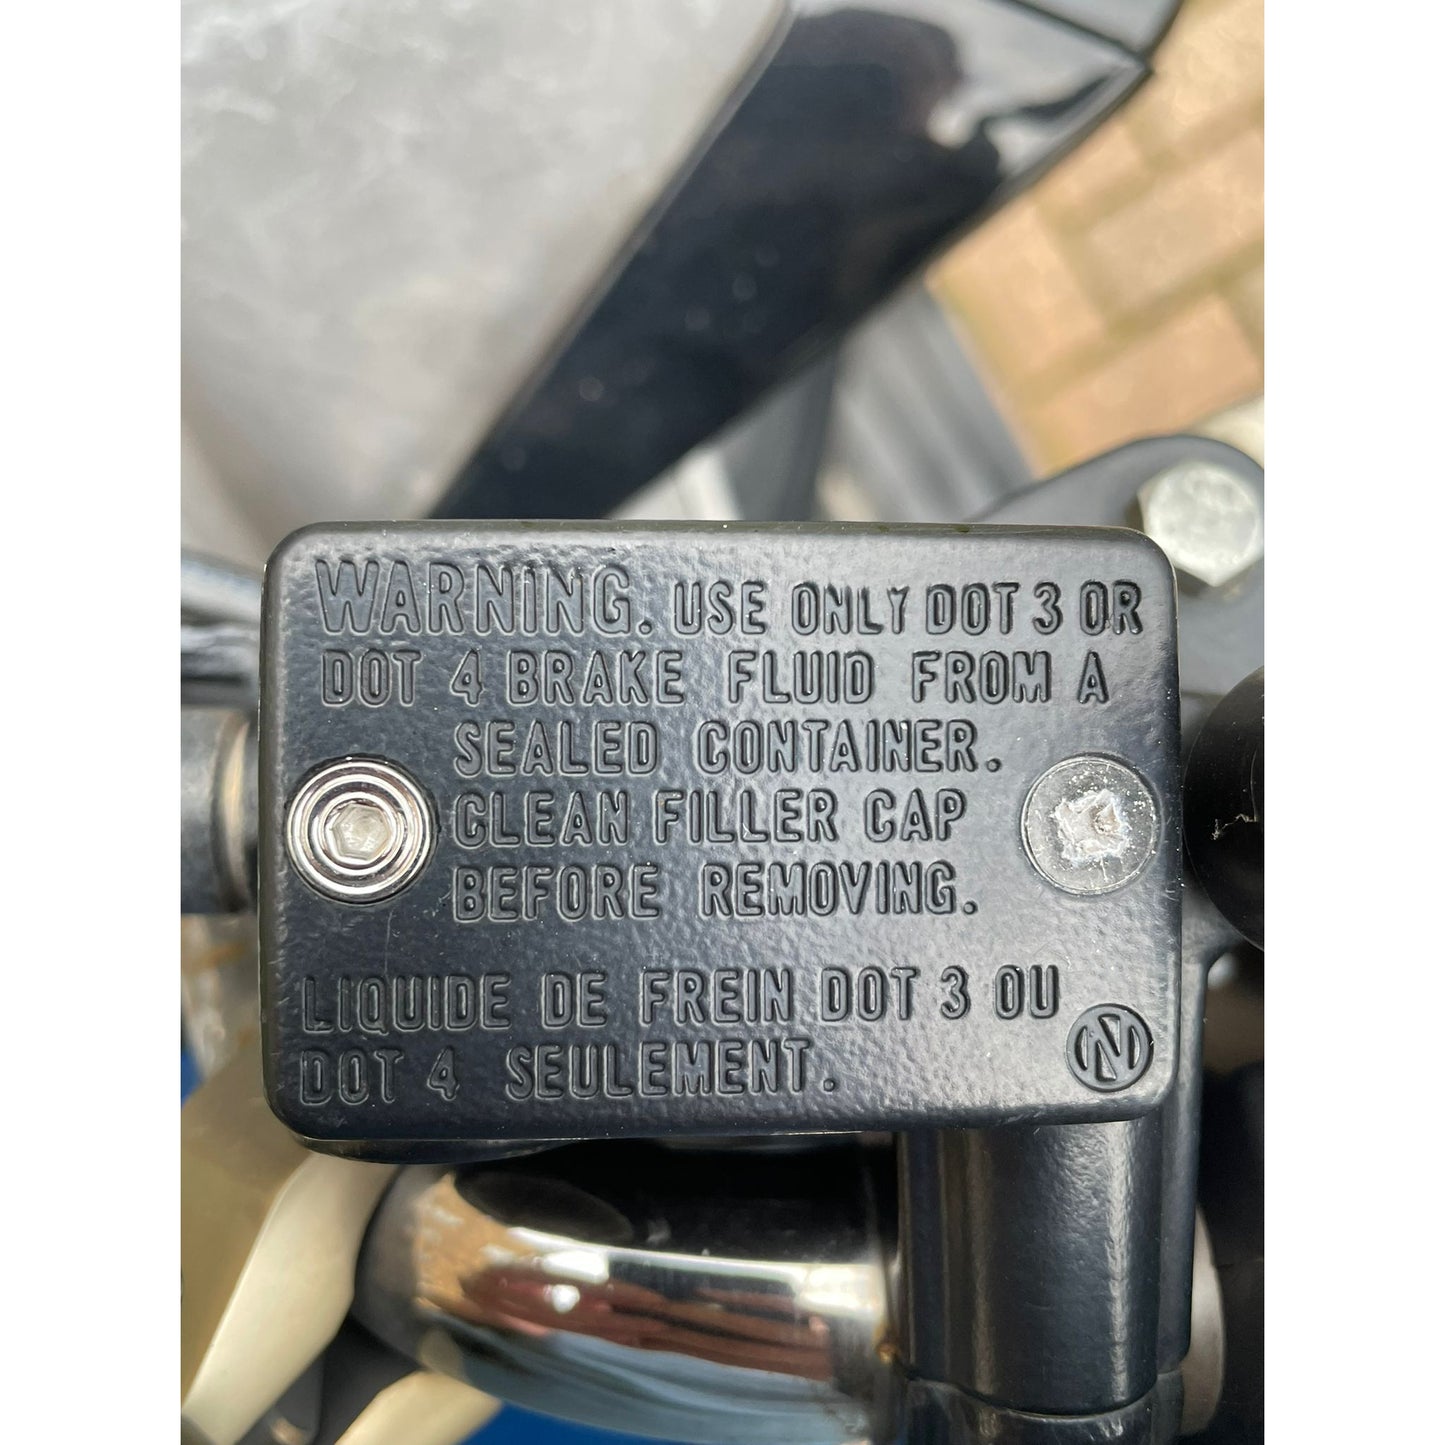 WARNING. USE ONLY DOT 3 OR
DOT 4 BRAKE FLUID FROM A
SEALED CONTAINER.
CLEAN FILLER CAP
BEFORE REMOVING.
LIQUIDE DE FREIN DOT 3 OU
DOT 4 SEULEMENT.
N